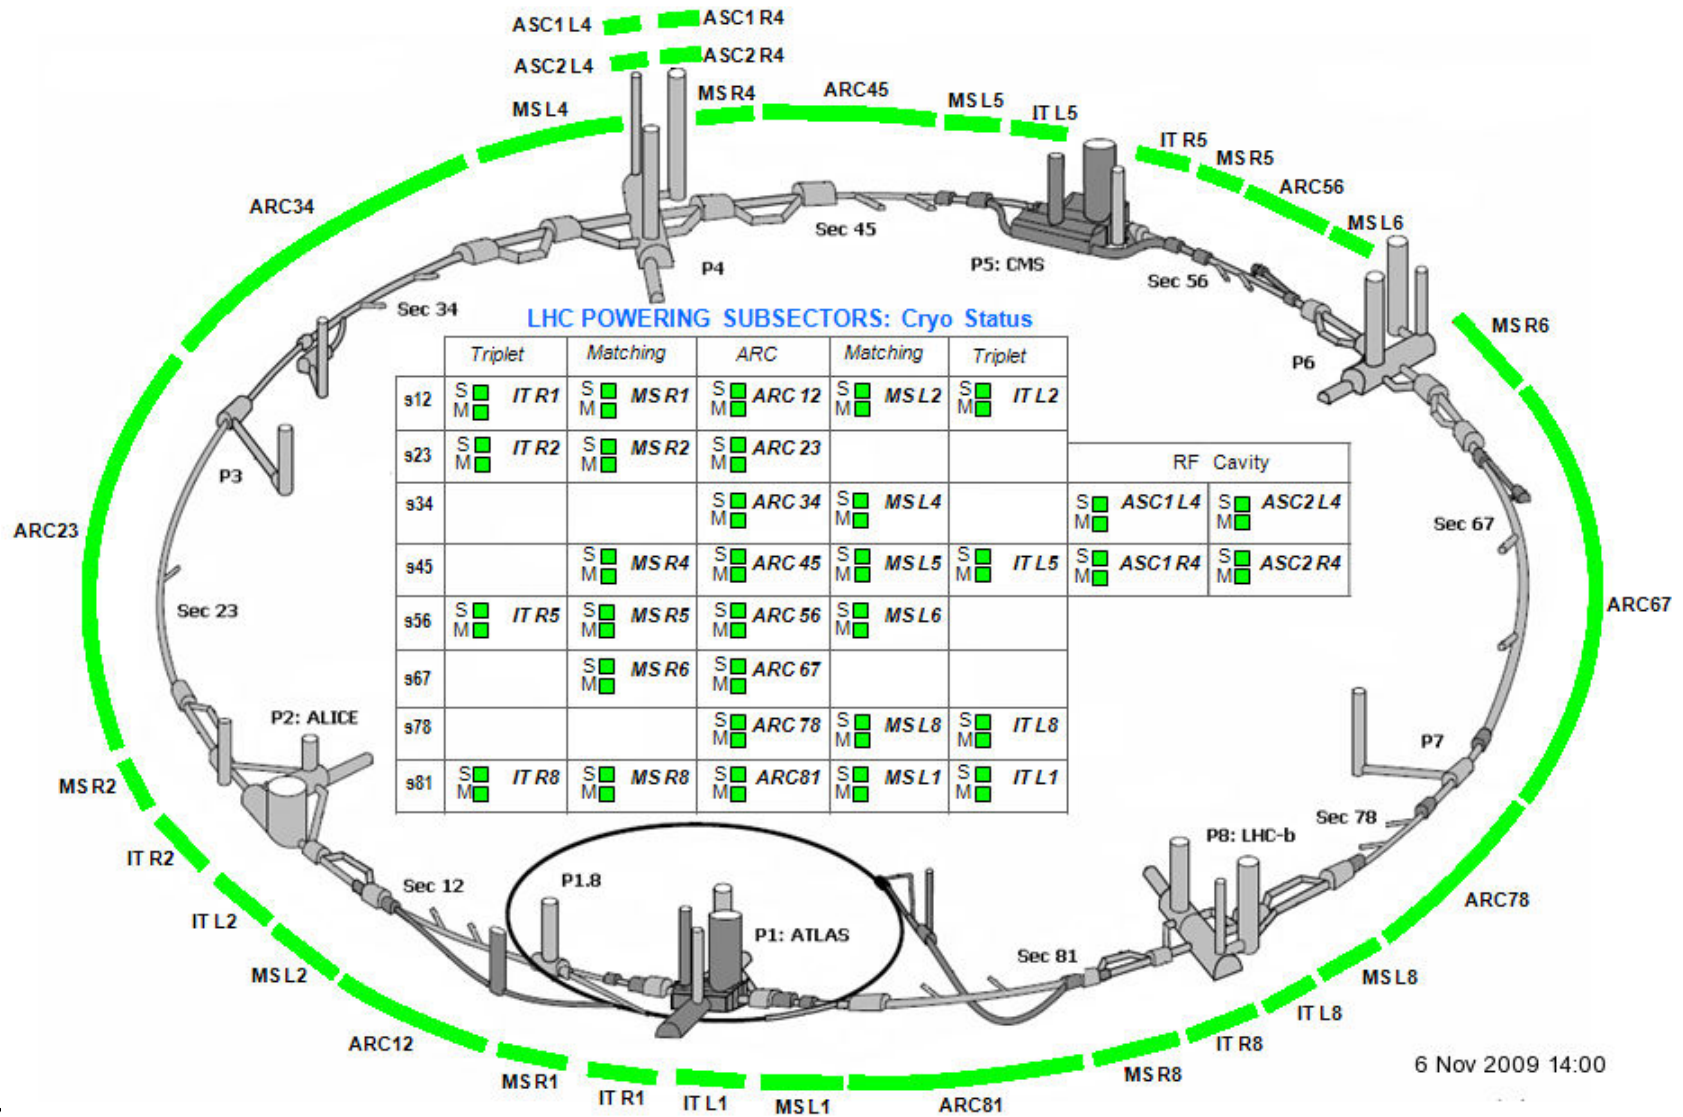 ASC1 L4
ASC1 R4
ASC2 L4
ASC2 R4
MS L4
MS R4
ARC45
MS L5
IT L5
IT R5
MS R5
ARC56
MS L6
ARC34
Sec 45
P4
P5: CMS
Sec 56
Sec 34
MS R6
P6
LHC POWERING SUBSECTORS: Cryo Status
Triplet Matching ARC Matching Triplet
s12 S M IT R1 S M MS R1 S M ARC 12 S M MS L2 S M IT L2
s23 S M IT R2 S M MS R2 S M ARC 23
RF Cavity
s34 S M ARC 34 S M MS L4 S M ASC1 L4 S M ASC2 L4
s45 S M MS R4 S M ARC 45 S M MS L5 S M IT L5 S M ASC1 R4 S M ASC2 R4
s56 S M IT R5 S M MS R5 S M ARC 56 S M MS L6
s67 S M MS R6 S M ARC 67
s78 S M ARC 78 S M MS L8 S M IT L8
s81 S M IT R8 S M MS R8 S M ARC81 S M MS L1 S M IT L1
P3
ARC23
Sec 67
Sec 23
ARC67
P2: ALICE
P7
MS R2
Sec 78
P8: LHC-b
IT R2
Sec 12
P1.8
ARC78
IT L2
P1: ATLAS
Sec 81
MS L2
MS L8
IT L8
ARC12
IT R8
6 Nov 2009 14:00
MS R1
MS R8
IT R1
IT L1
MS L1
ARC81